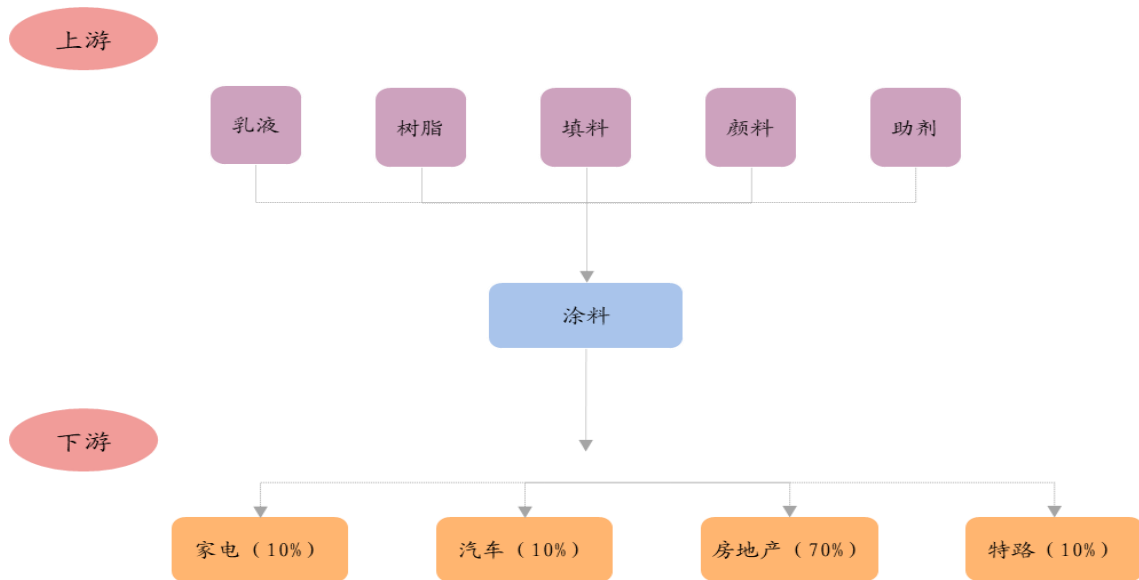 上游
乳液
树脂
填料
颜料
助剂
涂料
下游
家电（10%）
汽车（10%）
房地产（70%）
特路（10%）